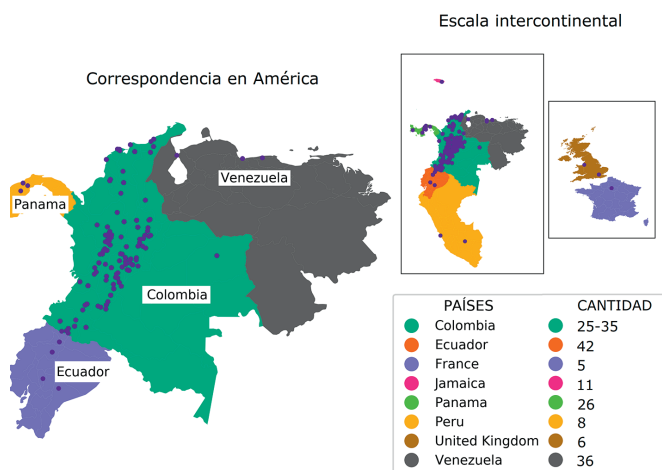 Escala intercontinental
Correspondencia en América
Venezuela
Panama
Colombia
Ecuador
PAÍSES CANTIDAD
Colombia 25-35
Ecuador 42
France 5
Jamaica 11
Panama 26
Peru 8
United Kingdom 6
Venezuela 36